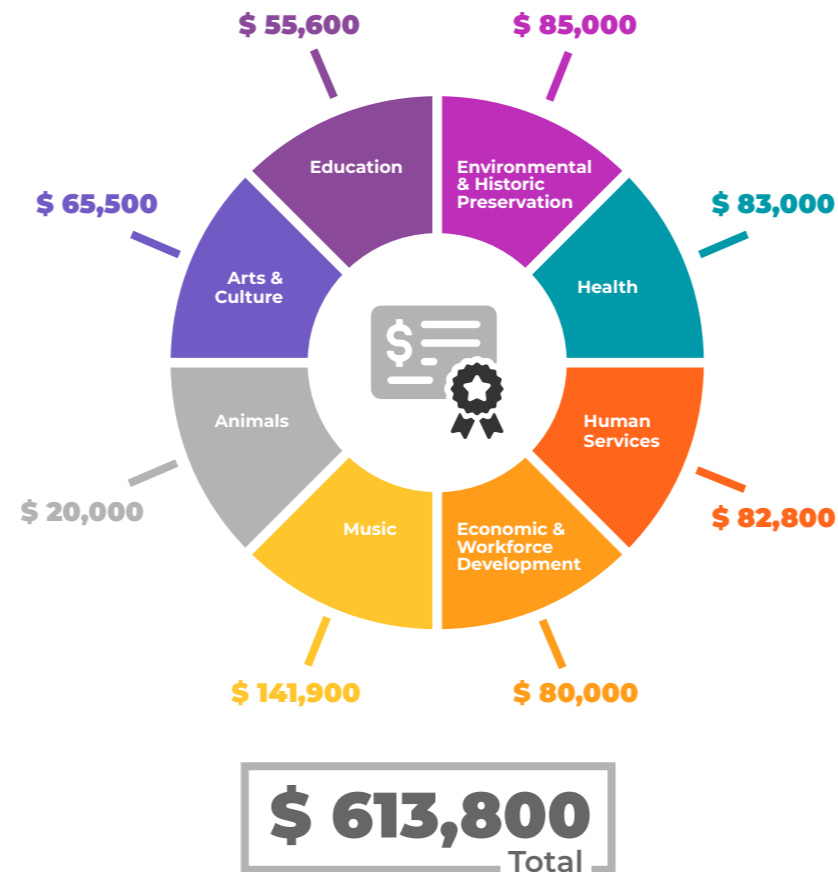 $ 55,600
$ 85,000
Education
Environmental
& Historic
Preservation
$ 65,500
$ 83,000
Arts &
Culture
Health
Animals
Human
Services
$ 20,000
$ 82,800
Music
Economic &
Workforce
Development
$ 141,900
$ 80,000
$
$ 613,800
Total